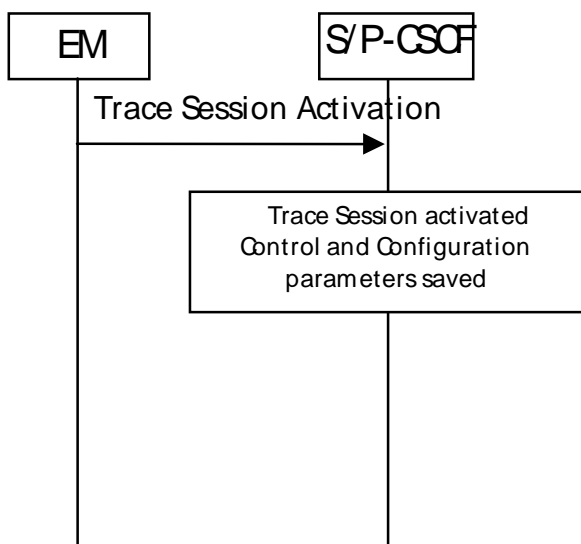 EM
S/P-CSCF
Trace Session Activation
Trace Session activated
Control and Configuration
parameters saved